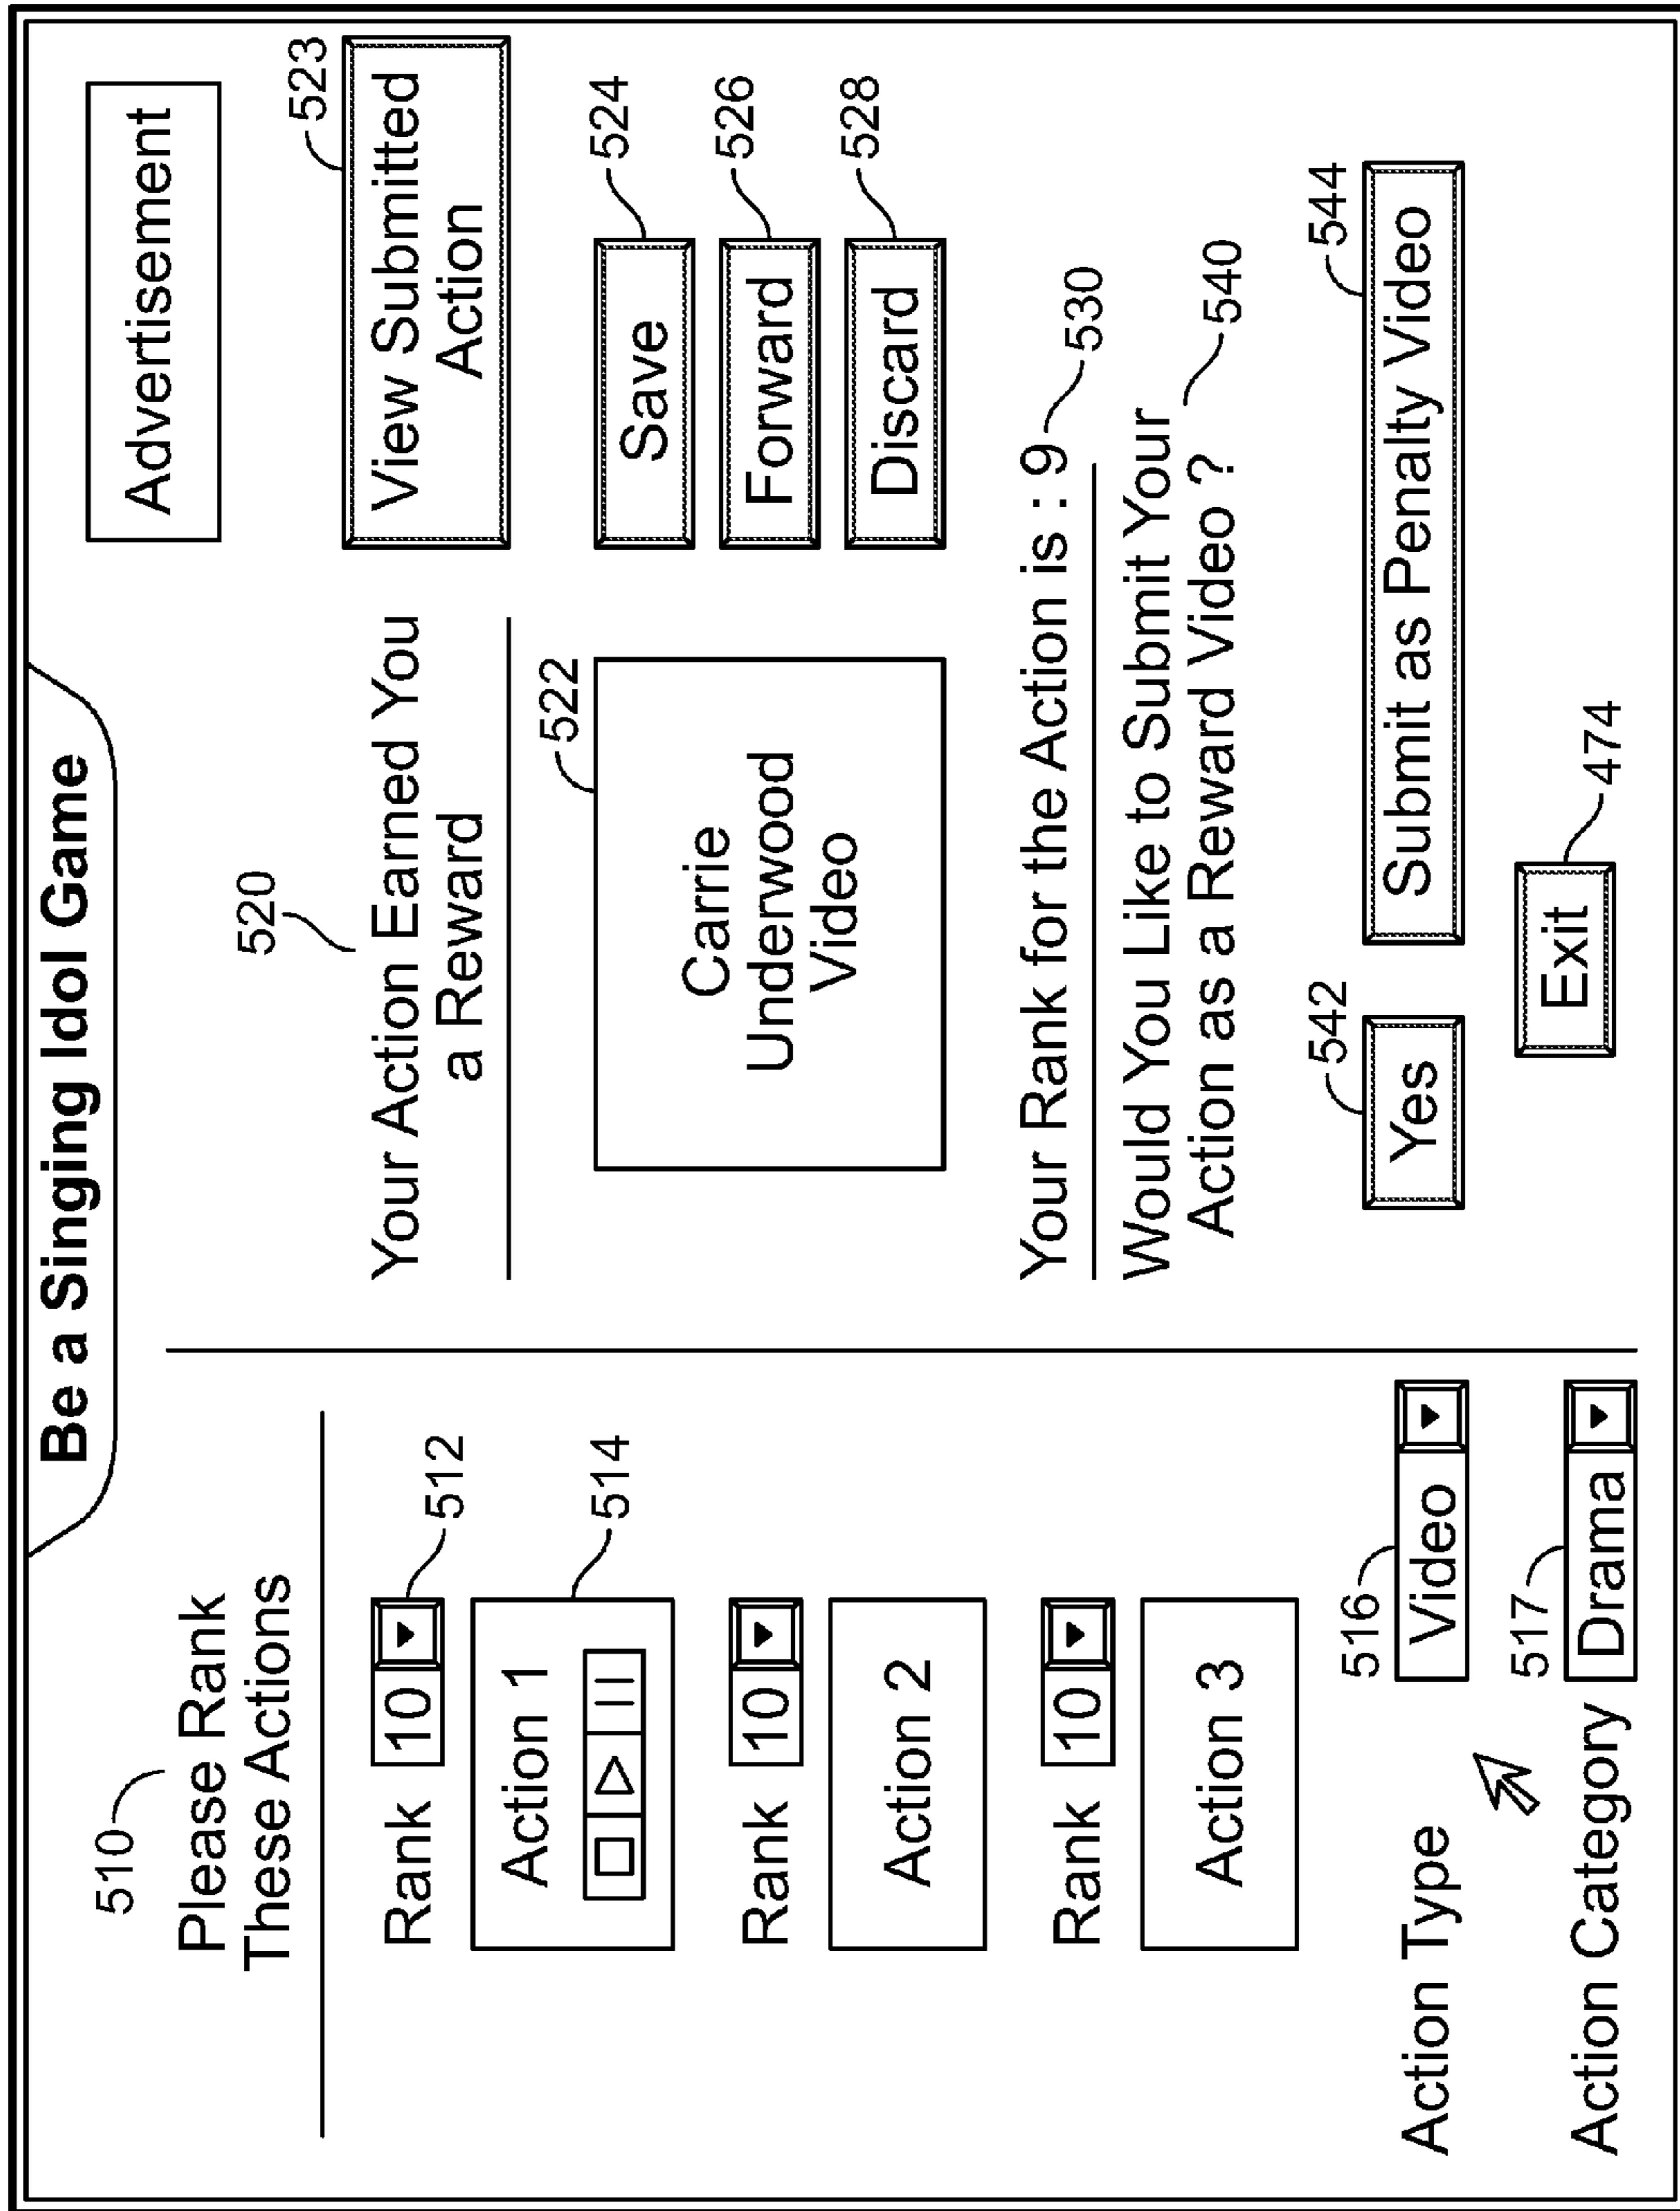 Be a Singing Idol Game
510
Please Rank
These Actions
Rank 10
512
Action 1
514
Rank 10
Action 2
Rank 10
Action 3
516
Action Type Video
517
Action Category Drama
Advertisement
520
Your Action Earned You
a Reward
523
View Submitted
Action
522
Carrie
Underwood
Video
Save
524
Forward
526
Discard
528
Your Rank for the Action is : 9
530
Would You Like to Submit Your
Action as a Reward Video ?
540
542
Yes
544
Submit as Penalty Video
Exit
474